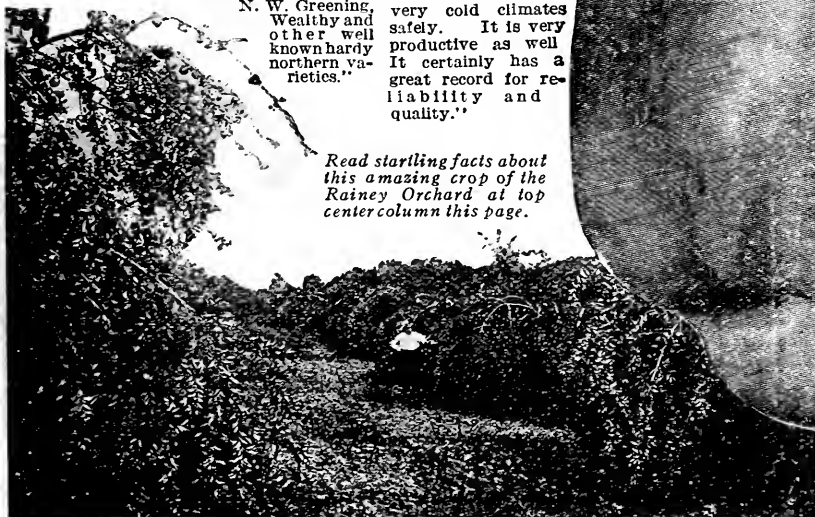 N. W. Greening,
Wealthy and
other well
known hardy
northern va-
rieties."
very cold climates
safely. It is very
productive as well
It certainly has a
great record for re-
liability and
quality."
Read startling facts about
this amazing crop of the
Rainey Orchard at top
center column this page.